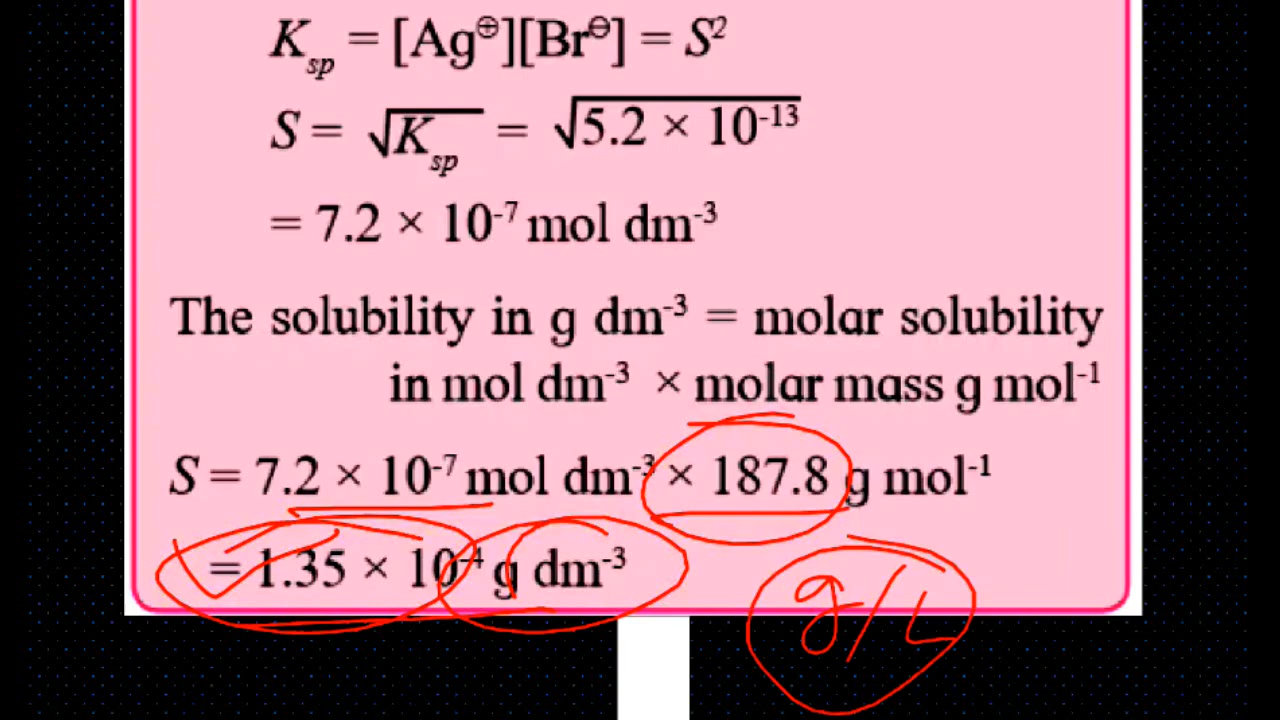 K_sp = [Ag⊕][Br⊖] = S²
S = √K_sp = √5.2 × 10⁻¹³
= 7.2 × 10⁻⁷ mol dm⁻³
The solubility in g dm⁻³ = molar solubility
in mol dm⁻³ × molar mass g mol⁻¹
S = 7.2 × 10⁻⁷ mol dm⁻³ × 187.8 g mol⁻¹
= 1.35 × 10⁻⁴ g dm⁻³
g/L